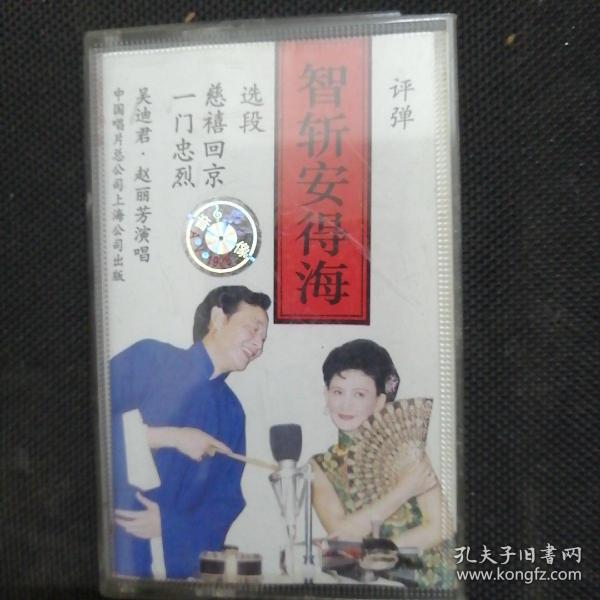 评弹
智斩安得海
选段
慈禧回京
一门忠烈
吴迪君·赵丽芳演唱
中国唱片总公司上海公司出版
音像
孔夫子旧书网
www.kongfz.com